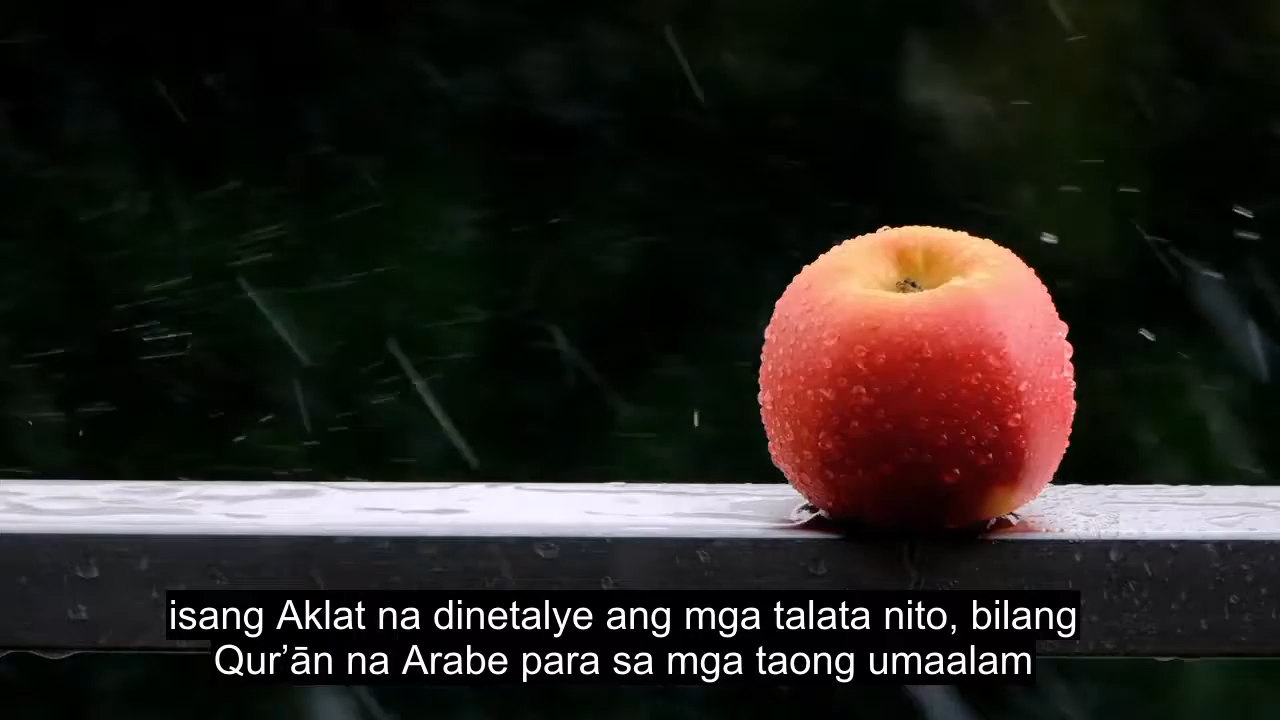 isang Aklat na dinetalye ang mga talata nito, bilang
Qur’ān na Arabe para sa mga taong umaalam